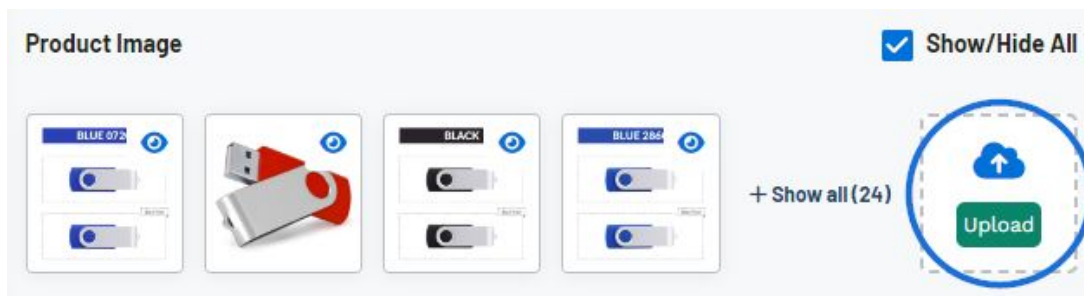 Product Image
Show/Hide All
BLUE 072
BLACK
BLUE 286
+ Show all (24)
Upload